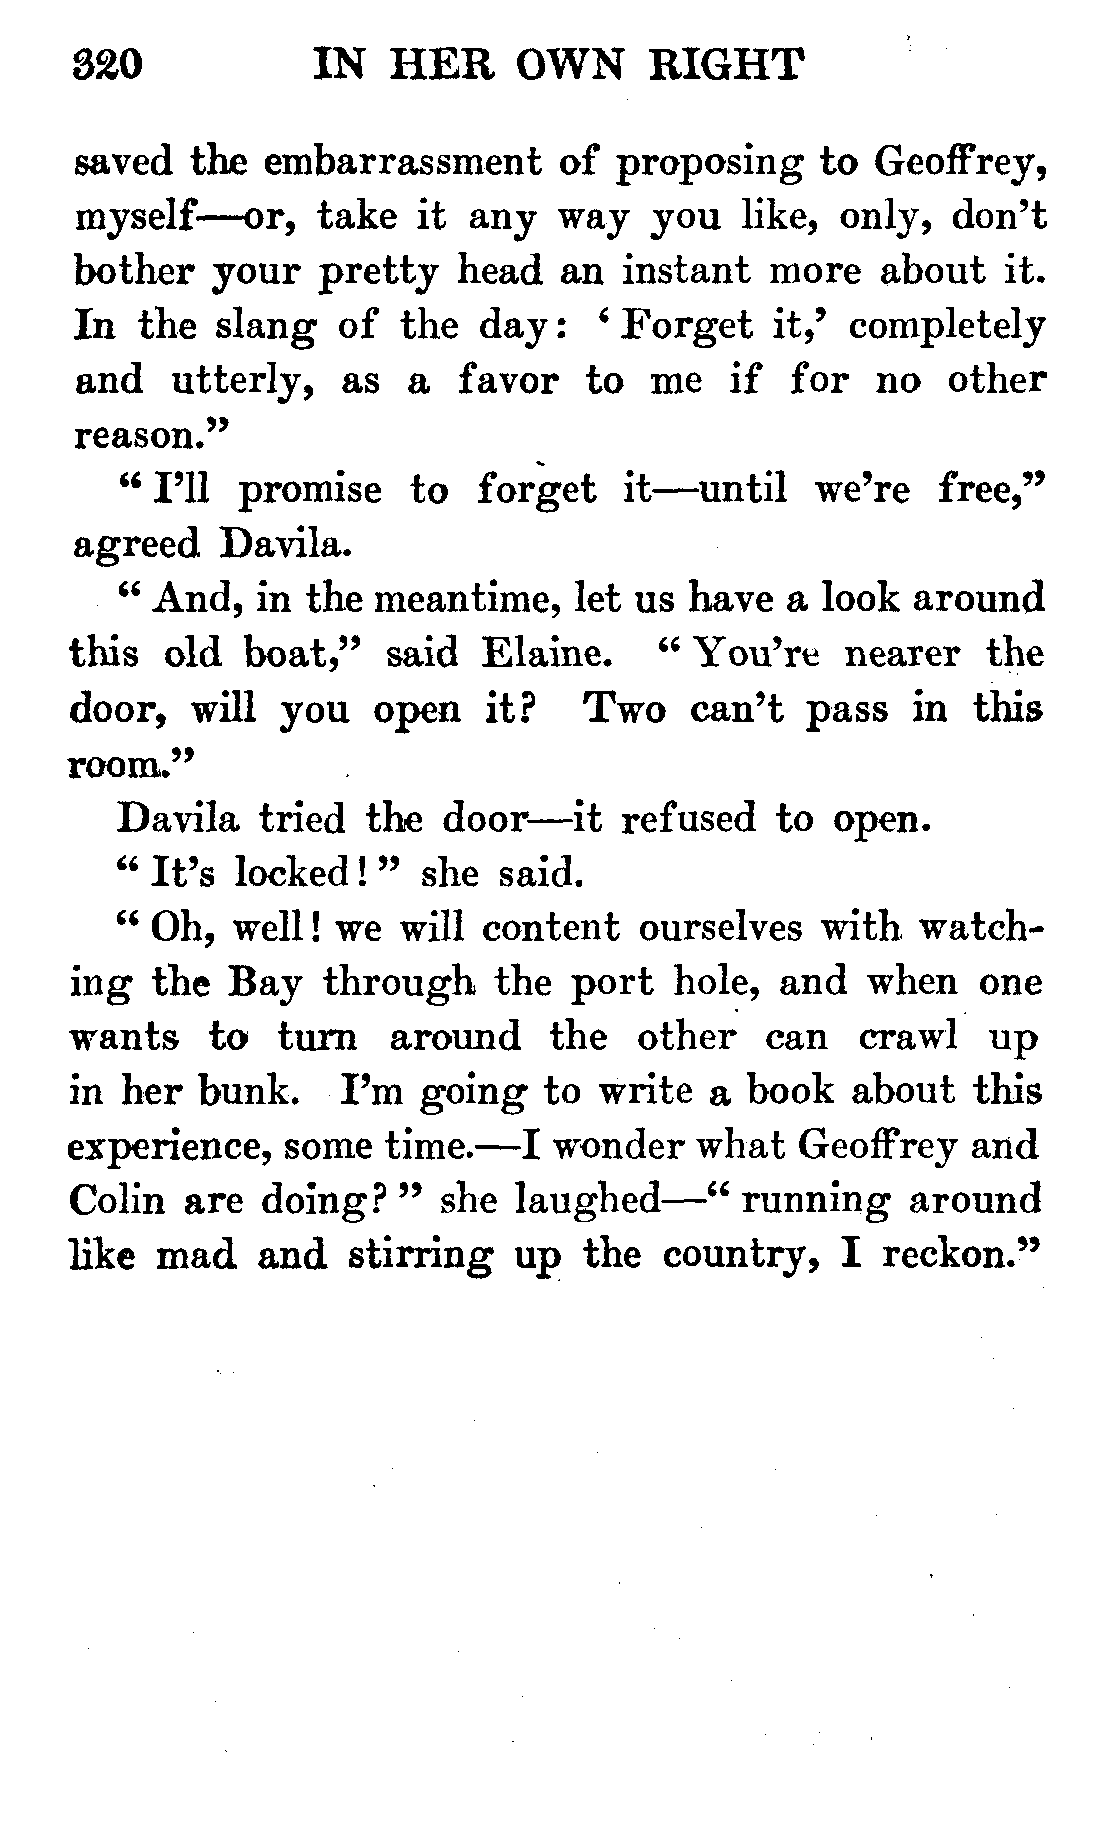 320 IN HER OWN RIGHT
saved the embarrassment of proposing to Geoffrey,
myself—or, take it any way you like, only, don't
bother your pretty head an instant more about it.
In the slang of the day: ‘Forget it,’ completely
and utterly, as a favor to me if for no other
reason.”
“I'll promise to forget it—until we're free,”
agreed Davila.
“And, in the meantime, let us have a look around
this old boat,” said Elaine. “You're nearer the
door, will you open it? Two can't pass in this
room.”
Davila tried the door—it refused to open.
“It's locked!” she said.
“Oh, well! we will content ourselves with watch-
ing the Bay through the port hole, and when one
wants to turn around the other can crawl up
in her bunk. I'm going to write a book about this
experience, some time.—I wonder what Geoffrey and
Colin are doing?” she laughed—“running around
like mad and stirring up the country, I reckon.”